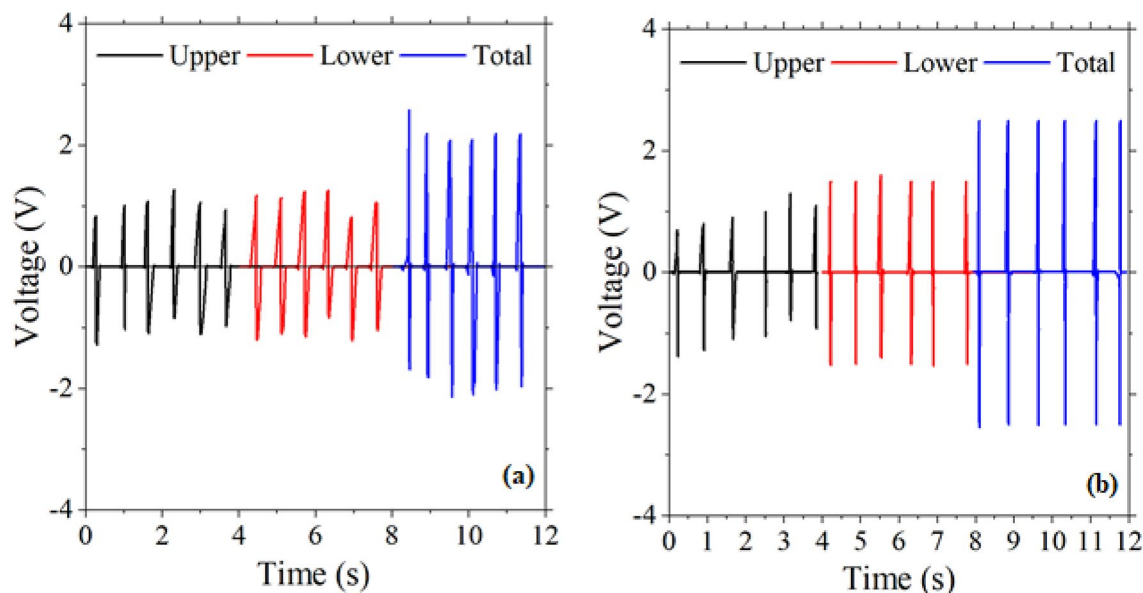 4
Upper Lower Total
2
0
-2
-4
Voltage (V)
(a)
0 2 4 6 8 10 12
Time (s)
4
Upper Lower Total
2
0
-2
-4
Voltage (V)
(b)
0 1 2 3 4 5 6 7 8 9 10 11 12
Time (s)